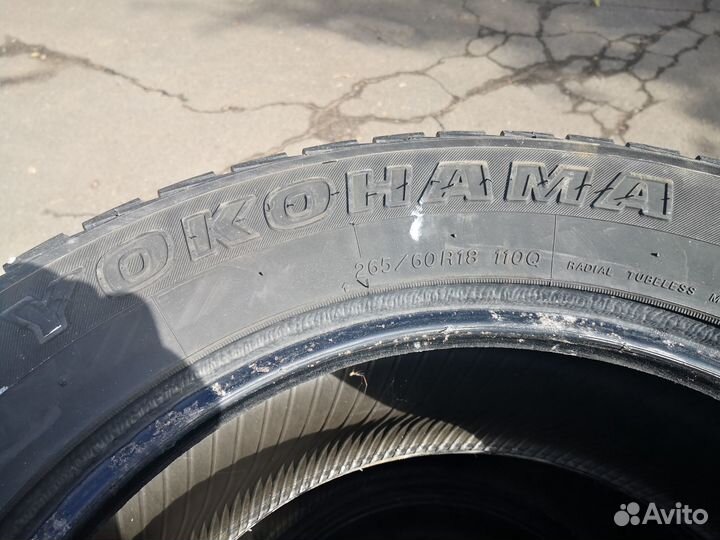 YOKOHAMA
265/60R18 110Q RADIAL TUBELESS
Avito